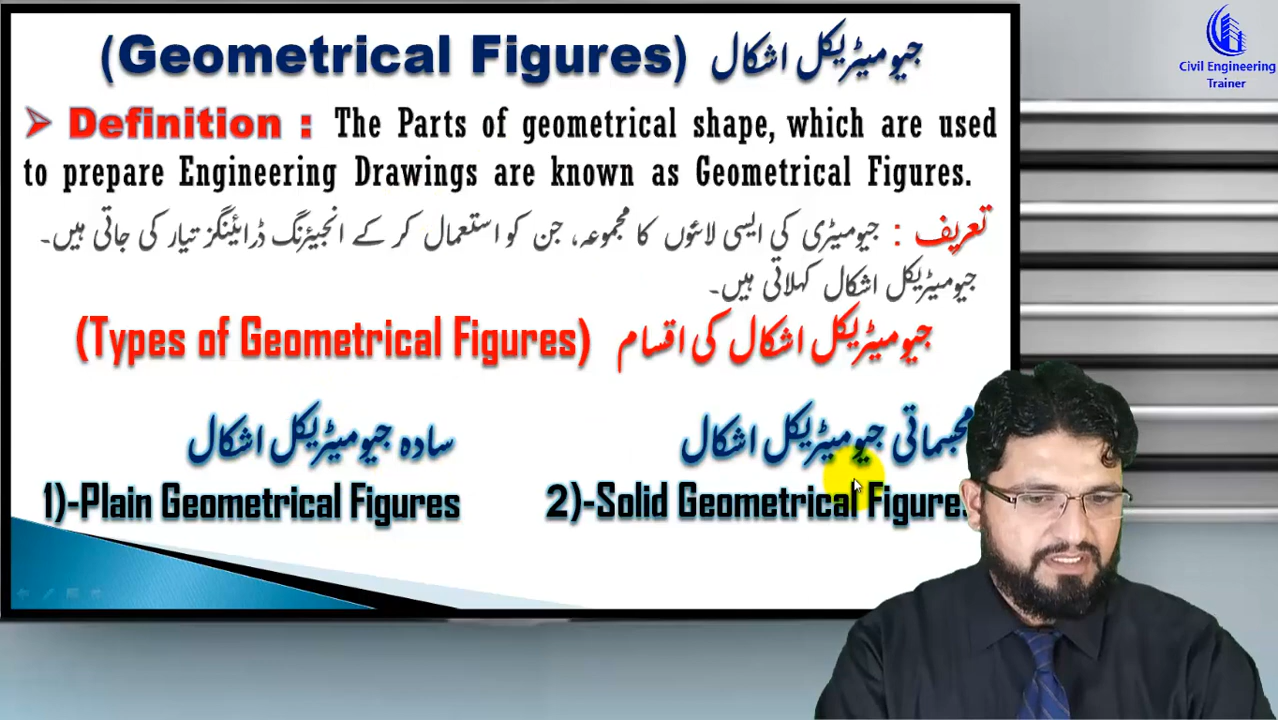 (Geometrical Figures) جیومیٹریکل اشکال
Civil Engineering
Trainer
➢ Definition : The Parts of geometrical shape, which are used
to prepare Engineering Drawings are known as Geometrical Figures.
تعریف : جیومیٹری کی ایسی لائنوں کا مجموعہ، جن کو استعمال کر کے انجینئرنگ ڈرائینگز تیار کی جاتی ہیں۔
جیومیٹریکل اشکال کہلاتی ہیں۔
(Types of Geometrical Figures) جیومیٹریکل اشکال کی اقسام
سادہ جیومیٹریکل اشکال
1)-Plain Geometrical Figures
مجسماتی جیومیٹریکل اشکال
2)-Solid Geometrical Figures